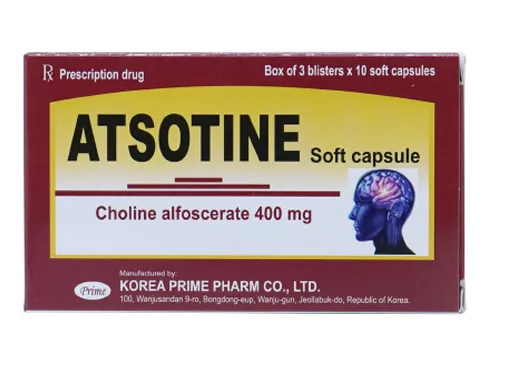 Rx Prescription drug
Box of 3 blisters x 10 soft capsules
ATSOTINE Soft capsule
Choline alfoscerate 400 mg
Prime
Manufactured by:
KOREA PRIME PHARM CO., LTD.
100, Wanjusandan 9-ro, Bongdong-eup, Wanju-gun, Jeollabuk-do, Republic of Korea.